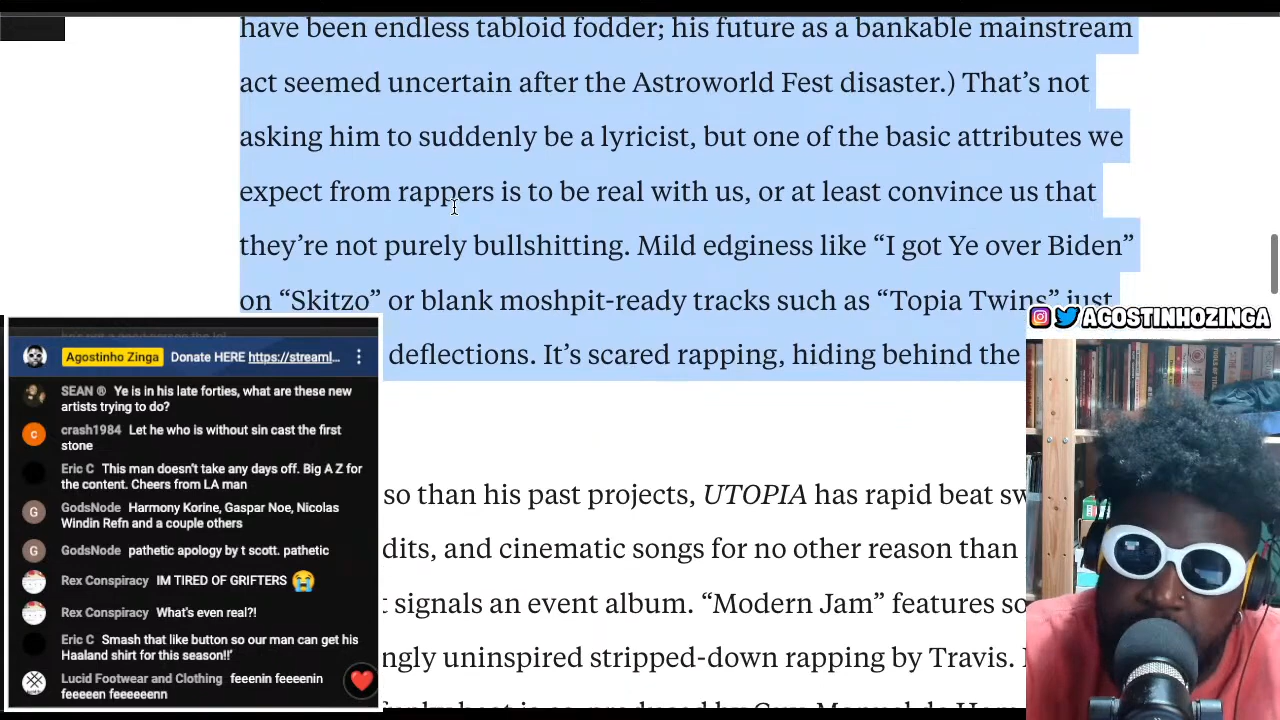 have been endless tabloid fodder; his future as a bankable mainstream
act seemed uncertain after the Astroworld Fest disaster.) That’s not
asking him to suddenly be a lyricist, but one of the basic attributes we
expect from rappers is to be real with us, or at least convince us that
they’re not purely bullshitting. Mild edginess like “I got Ye over Biden”
on “Skitzo” or blank moshpit-ready tracks such as “Topia Twins” just
deflections. It’s scared rapping, hiding behind the
so than his past projects, UTOPIA has rapid beat sw
dits, and cinematic songs for no other reason than
t signals an event album. “Modern Jam” features so
ngly uninspired stripped-down rapping by Travis.
AGOSTINHOZINGA
Agostinho Zinga Donate HERE https://streaml...
SEAN ® Ye is in his late forties, what are these new
artists trying to do?
crash1984 Let he who is without sin cast the first
stone
Eric C This man doesn’t take any days off. Big A Z for
the content. Cheers from LA man
GodsNode Harmony Korine, Gaspar Noe, Nicolas
Windin Refn and a couple others
GodsNode pathetic apology by t scott. pathetic
Rex Conspiracy IM TIRED OF GRIFTERS 😭
Rex Conspiracy What's even real?!
Eric C Smash that like button so our man can get his
Haaland shirt for this season!!'
Lucid Footwear and Clothing feeenin feeeenin
feeeeen feeeeeenn